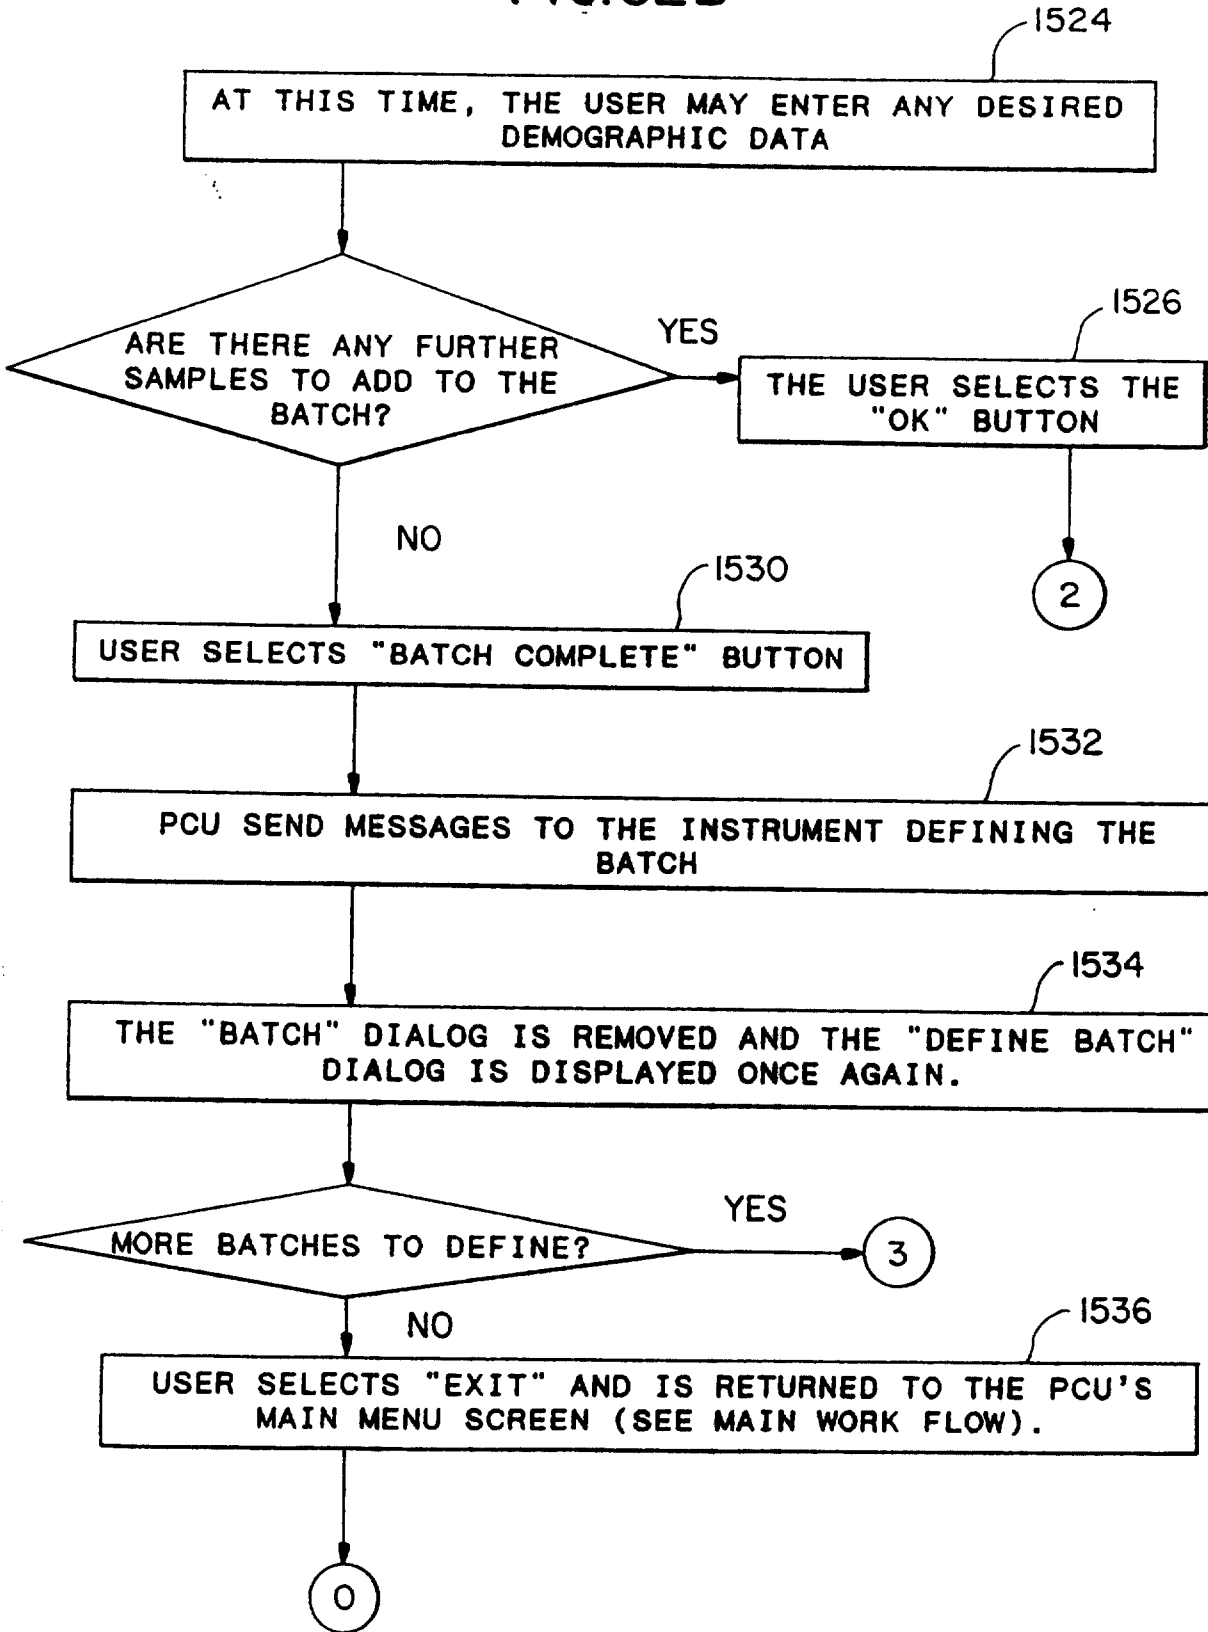 1524
AT THIS TIME, THE USER MAY ENTER ANY DESIRED
DEMOGRAPHIC DATA
ARE THERE ANY FURTHER
SAMPLES TO ADD TO THE
BATCH?
YES
1526
THE USER SELECTS THE
"OK" BUTTON
2
NO
1530
USER SELECTS "BATCH COMPLETE" BUTTON
1532
PCU SEND MESSAGES TO THE INSTRUMENT DEFINING THE
BATCH
1534
THE "BATCH" DIALOG IS REMOVED AND THE "DEFINE BATCH"
DIALOG IS DISPLAYED ONCE AGAIN.
MORE BATCHES TO DEFINE?
YES
3
NO
1536
USER SELECTS "EXIT" AND IS RETURNED TO THE PCU'S
MAIN MENU SCREEN (SEE MAIN WORK FLOW).
0